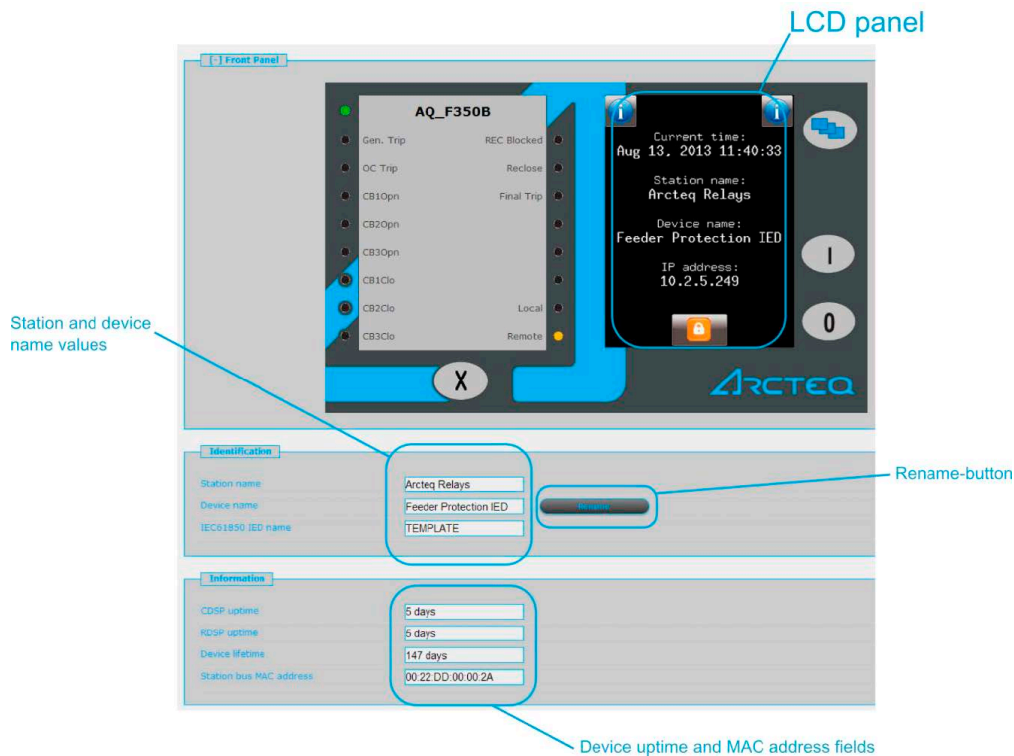 LCD panel
[-] Front Panel
AQ_F350B
Gen. Trip REC Blocked
OC Trip Reclose
CB1Opn Final Trip
CB2Opn
CB3Opn
CB1Clo
CB2Clo Local
CB3Clo Remote
X
i i
Current time:
Aug 13, 2013 11:40:33
Station name:
Arcteq Relays
Device name:
Feeder Protection IED
IP address:
10.2.5.249
I
0
ARCTEQ
Station and device
name values
Identification
Station name Arcteq Relays
Device name Feeder Protection IED Rename
IEC61850 IED name TEMPLATE
Rename-button
Information
CDSP uptime 5 days
RDSP uptime 5 days
Device lifetime 147 days
Station bus MAC address 00:22:DD:00:00:2A
Device uptime and MAC address fields